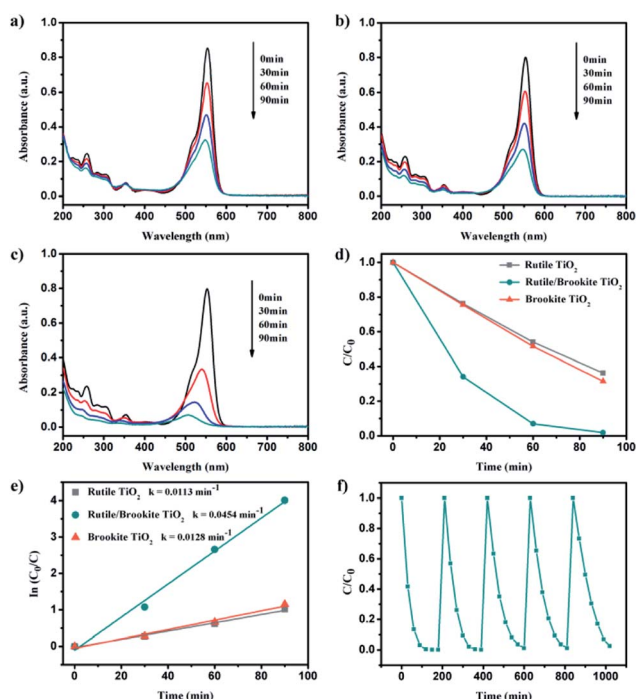 a)
Absorbance (a.u.)
1.0
0.8
0.6
0.4
0.2
0.0
0min
30min
60min
90min
200 300 400 500 600 700 800
Wavelength (nm)
b)
Absorbance (a.u.)
1.0
0.8
0.6
0.4
0.2
0.0
0min
30min
60min
90min
200 300 400 500 600 700 800
Wavelength (nm)
c)
Absorbance (a.u.)
1.0
0.8
0.6
0.4
0.2
0.0
0min
30min
60min
90min
200 300 400 500 600 700 800
Wavelength (nm)
d)
C/C₀
1.0
0.8
0.6
0.4
0.2
0.0
Rutile TiO₂
Rutile/Brookite TiO₂
Brookite TiO₂
0 20 40 60 80 100
Time (min)
e)
In (C₀/C)
4
3
2
1
0
Rutile TiO₂ k = 0.0113 min⁻¹
Rutile/Brookite TiO₂ k = 0.0454 min⁻¹
Brookite TiO₂ k = 0.0128 min⁻¹
0 20 40 60 80 100
Time (min)
f)
C/C₀
1.0
0.8
0.6
0.4
0.2
0.0
0 200 400 600 800 1000
Time (min)